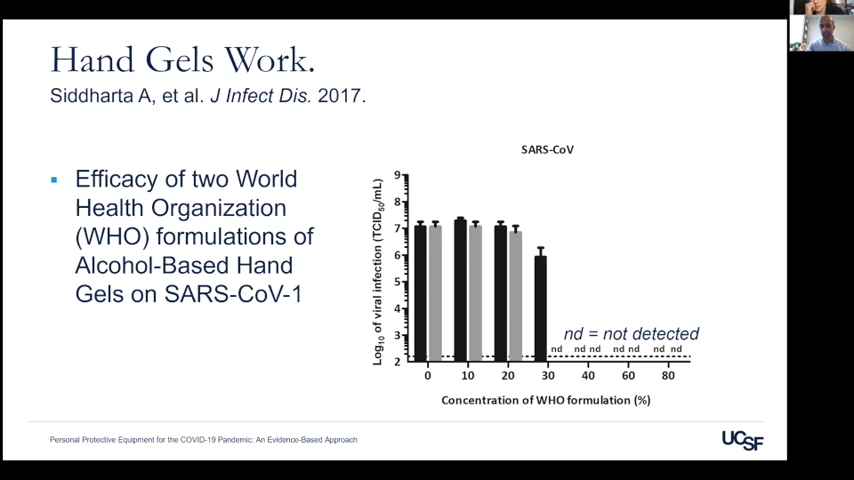 Hand Gels Work.
Siddharta A, et al. J Infect Dis. 2017.
▪ Efficacy of two World
Health Organization
(WHO) formulations of
Alcohol-Based Hand
Gels on SARS-CoV-1
SARS-CoV
Log10 of viral infection (TCID50/mL)
9
8
7
6
5
4
3
2
nd = not detected
nd nd nd nd nd nd nd
0 10 20 30 40 60 80
Concentration of WHO formulation (%)
Personal Protective Equipment for the COVID-19 Pandemic: An Evidence-Based Approach
UCSF